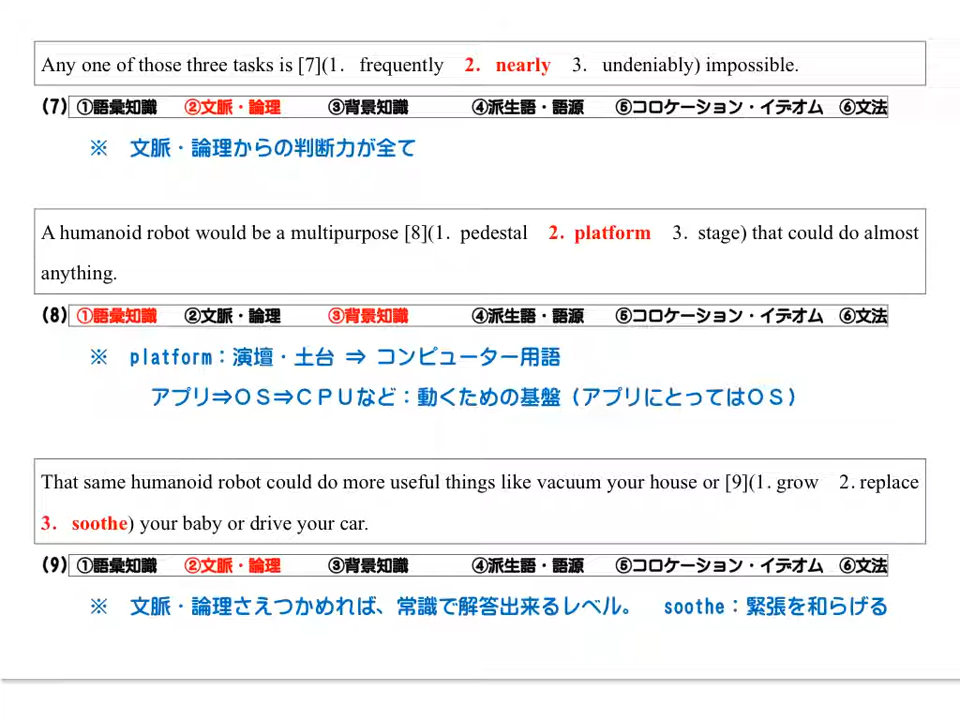 Any one of those three tasks is [7](1. frequently 2. nearly 3. undeniably) impossible.
(7) ①語彙知識 ②文脈・論理 ③背景知識 ④派生語・語源 ⑤コロケーション・イデオム ⑥文法
※ 文脈・論理からの判断力が全て
A humanoid robot would be a multipurpose [8](1. pedestal 2. platform 3. stage) that could do almost
anything.
(8) ①語彙知識 ②文脈・論理 ③背景知識 ④派生語・語源 ⑤コロケーション・イデオム ⑥文法
※ platform：演壇・土台 ⇒ コンピューター用語
アプリ⇒ＯＳ⇒ＣＰＵなど：動くための基盤（アプリにとってはＯＳ）
That same humanoid robot could do more useful things like vacuum your house or [9](1. grow 2. replace
3. soothe) your baby or drive your car.
(9) ①語彙知識 ②文脈・論理 ③背景知識 ④派生語・語源 ⑤コロケーション・イデオム ⑥文法
※ 文脈・論理さえつかめれば、常識で解答出来るレベル。 soothe：緊張を和らげる